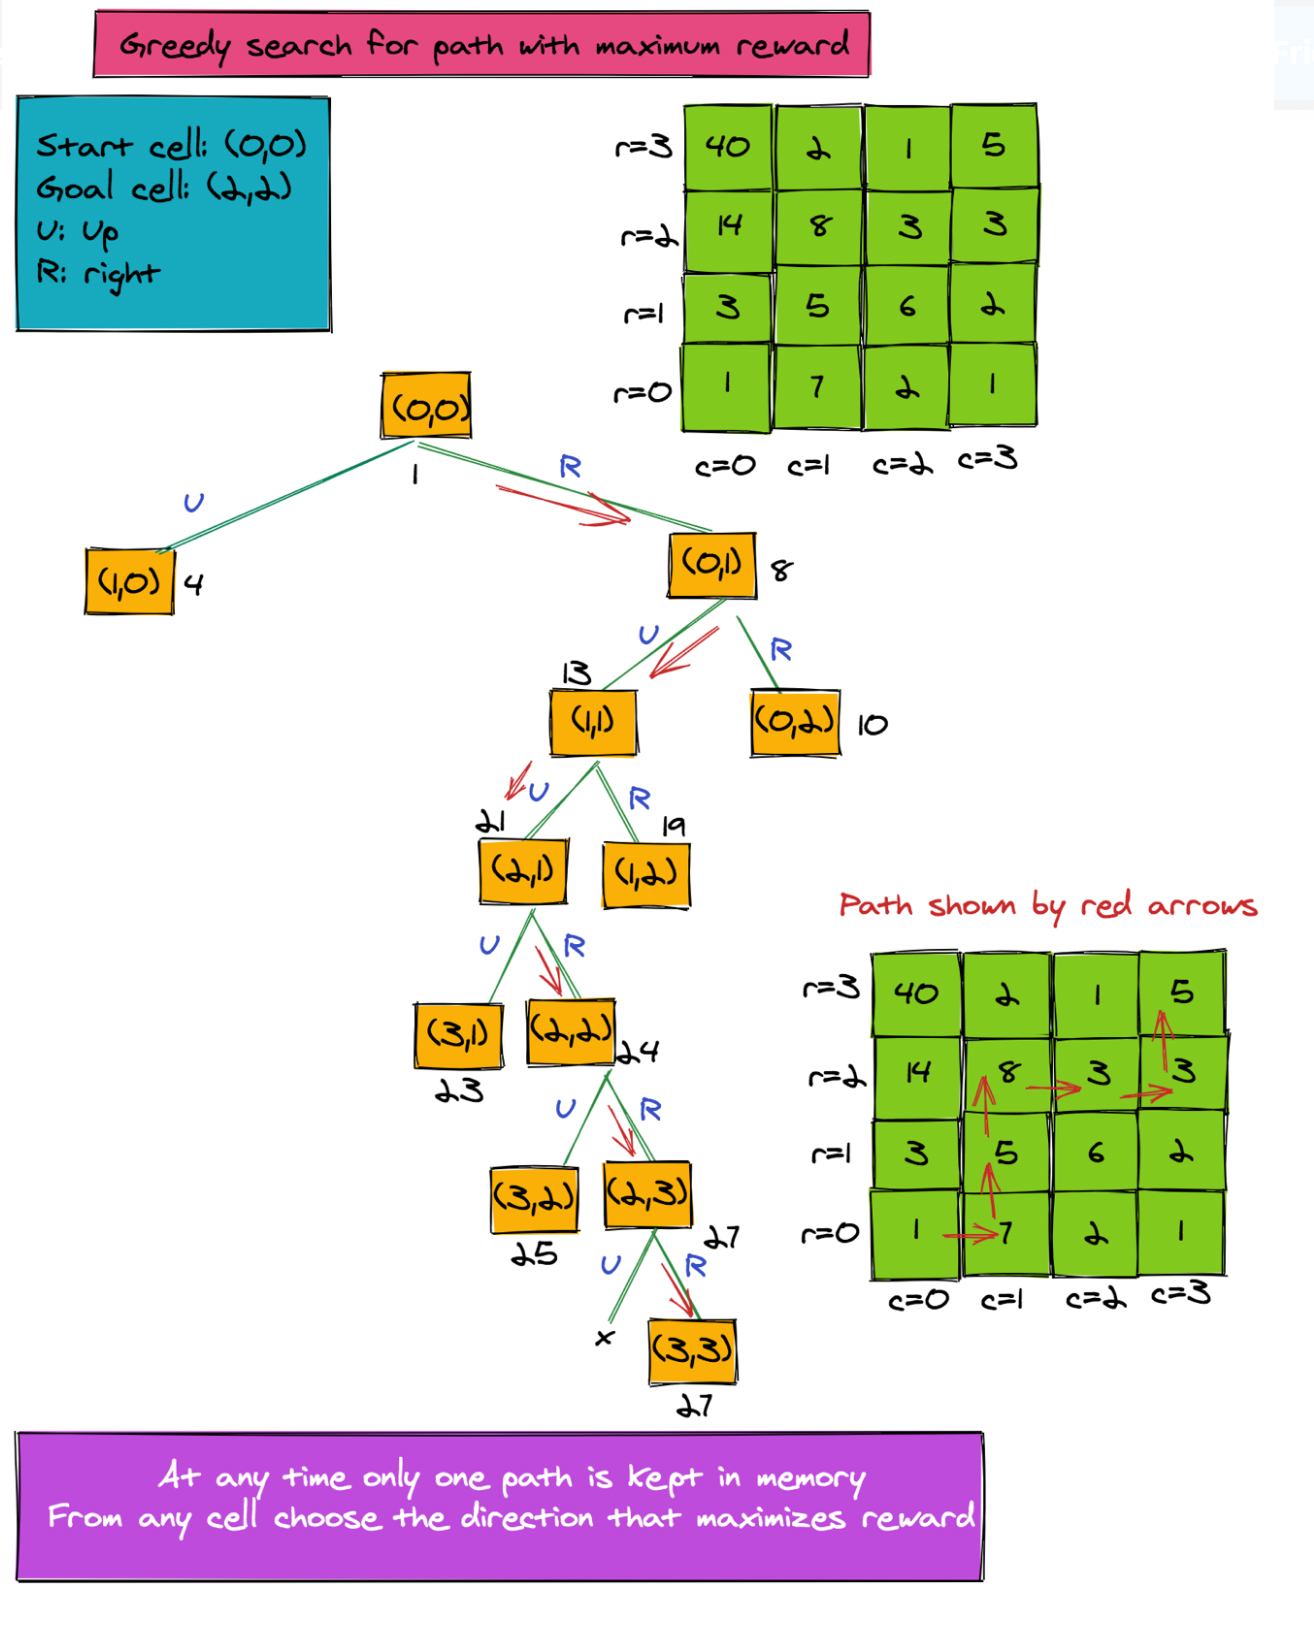 Greedy search for path with maximum reward
Start cell: (0,0)
Goal cell: (2,2)
U: Up
R: right
r=3 40 2 1 5
r=2 14 8 3 3
r=1 3 5 6 2
r=0 1 7 2 1
c=0 c=1 c=2 c=3
(0,0)
1
U R
(1,0) 4
(0,1) 8
U R
13
(1,1)
(0,2) 10
U R
21 19
(2,1) (1,2)
U R
(3,1) (2,2)
23 24
U R
(3,2) (2,3)
25 27
U R
x (3,3)
27
Path shown by red arrows
r=3 40 2 1 5
r=2 14 8 3 3
r=1 3 5 6 2
r=0 1 7 2 1
c=0 c=1 c=2 c=3
At any time only one path is kept in memory
From any cell choose the direction that maximizes reward